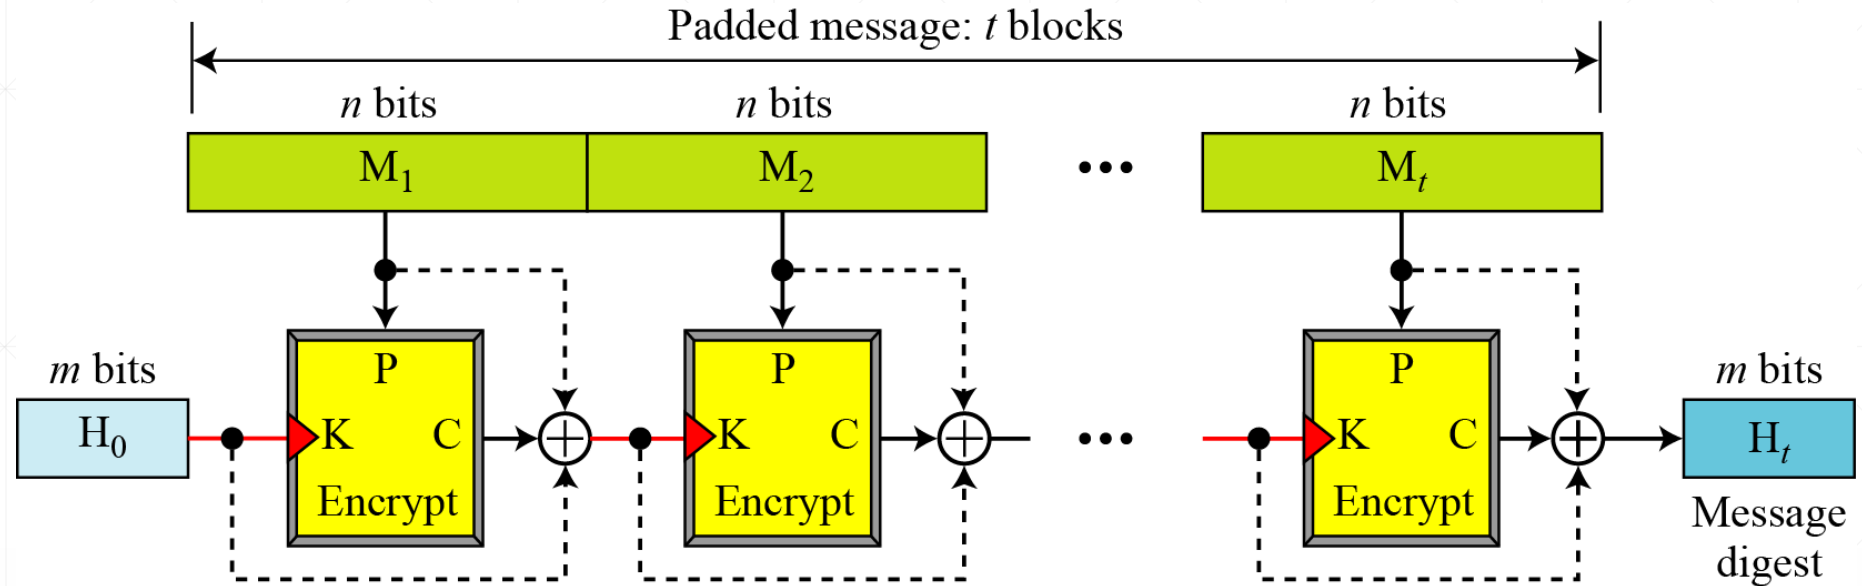 Padded message: t blocks
n bits
n bits
n bits
M1
M2
...
Mt
m bits
P
P
P
m bits
H0
K
C
K
C
...
K
C
Ht
Encrypt
Encrypt
Encrypt
Message
digest